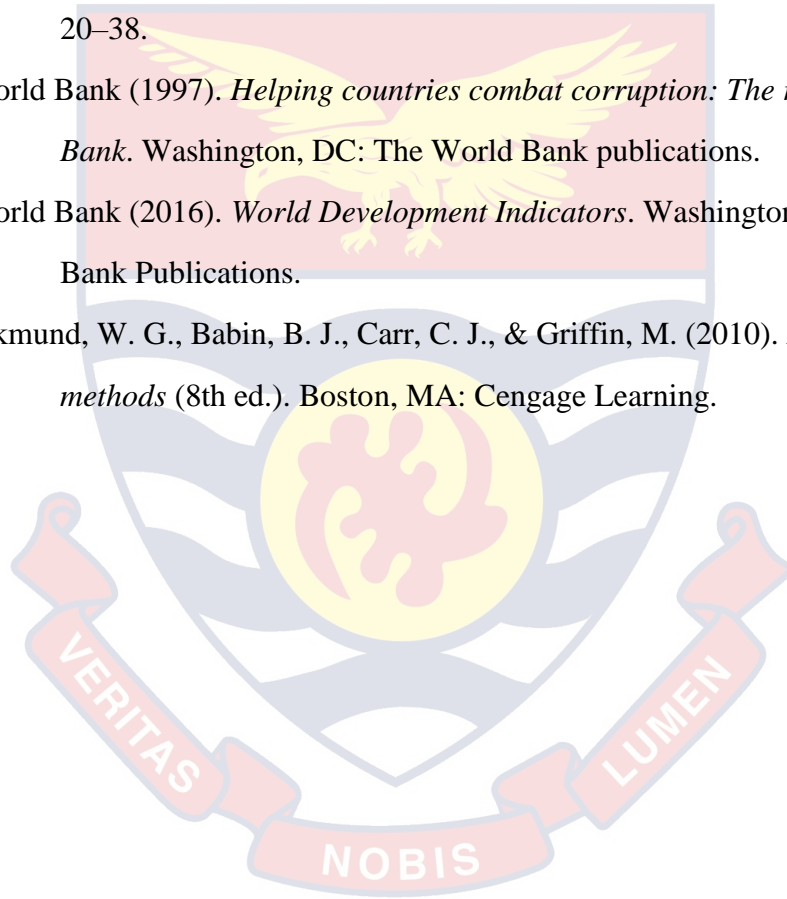 20–38.
orld Bank (1997). Helping countries combat corruption: The
Bank. Washington, DC: The World Bank publications.
orld Bank (2016). World Development Indicators. Washington
Bank Publications.
kmund, W. G., Babin, B. J., Carr, C. J., & Griffin, M. (2010).
methods (8th ed.). Boston, MA: Cengage Learning.
VERITAS
NOBIS
LUMEN